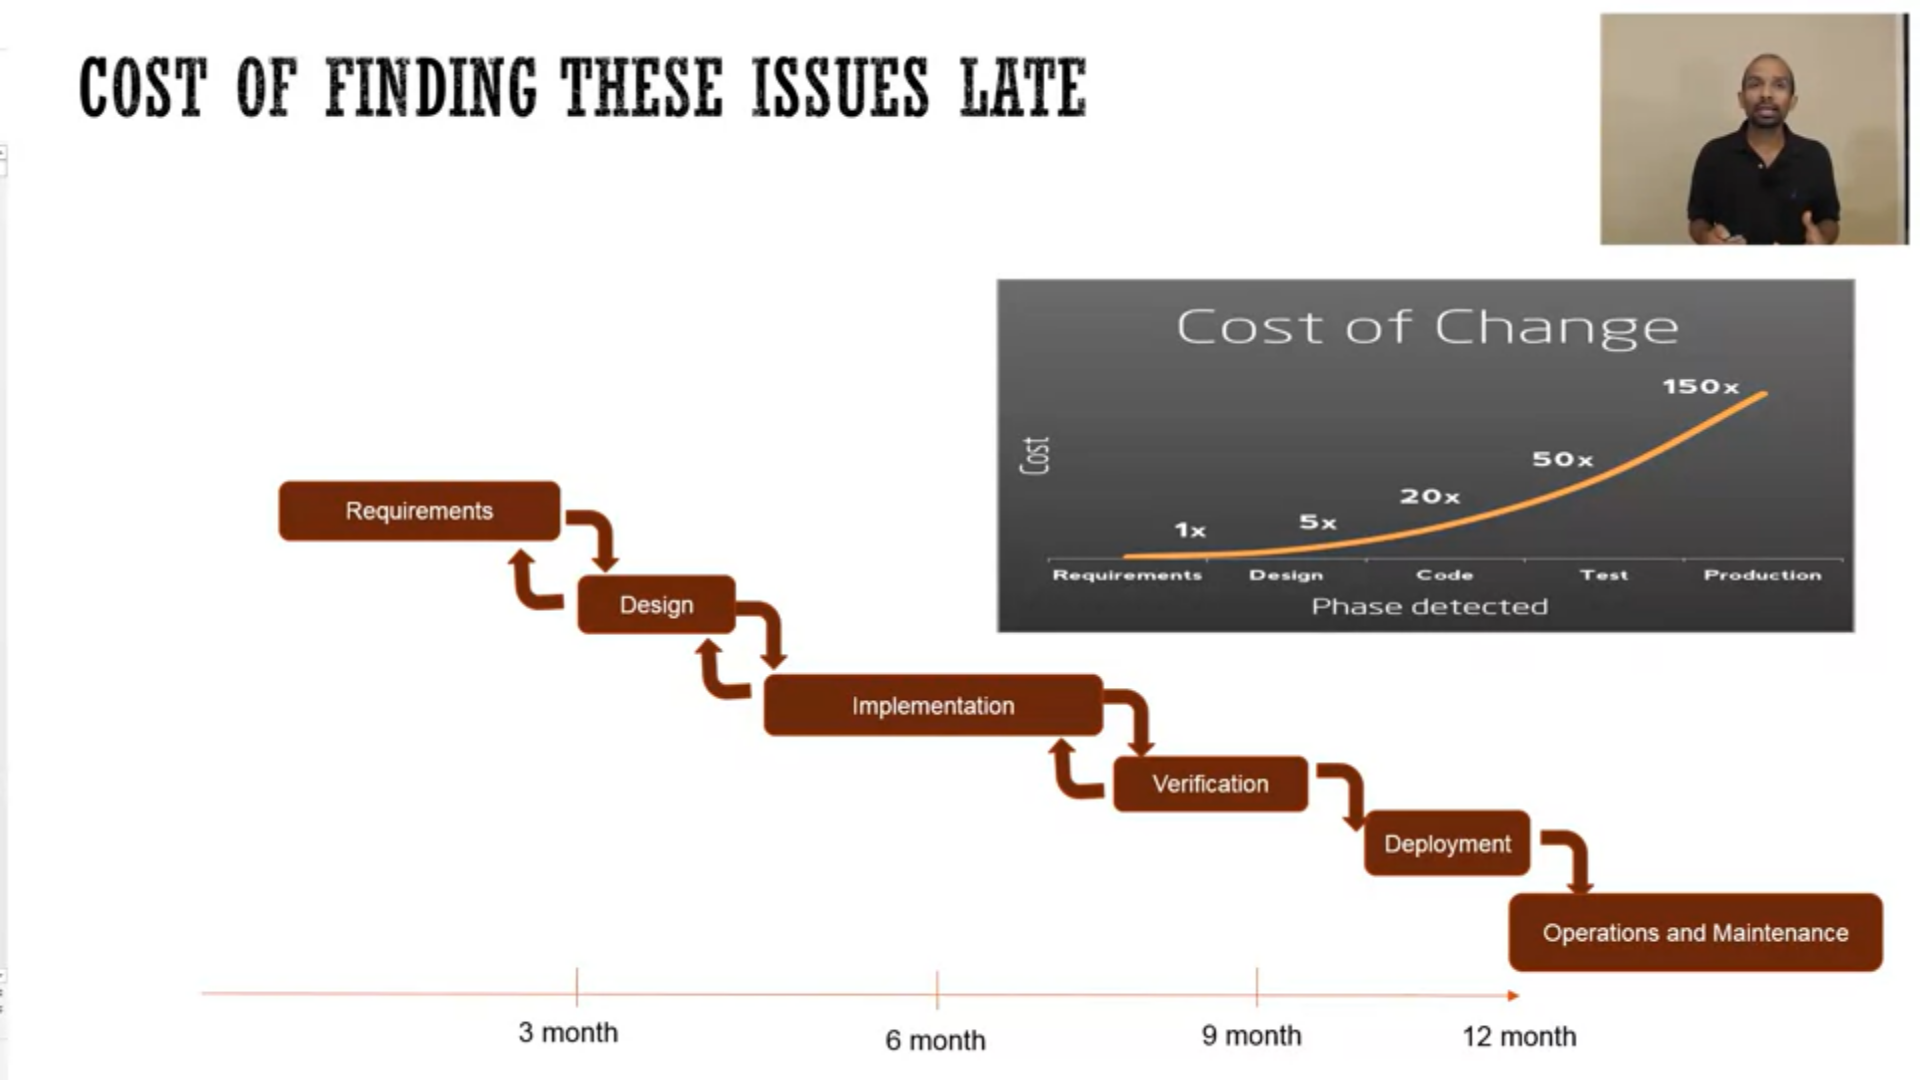 COST OF FINDING THESE ISSUES LATE
Cost of Change
Cost
150x
50x
20x
5x
1x
Requirements Design Code Test Production
Phase detected
Requirements
Design
Implementation
Verification
Deployment
Operations and Maintenance
3 month
6 month
9 month
12 month